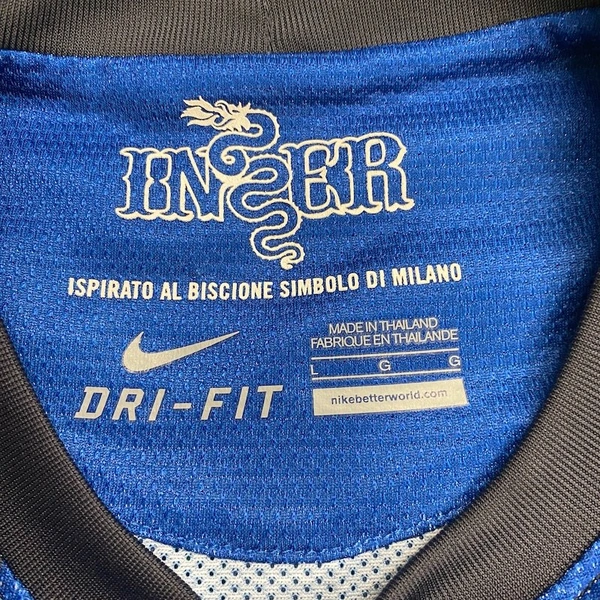 INTER
ISPIRATO AL BISCIONE SIMBOLO DI MILANO
MADE IN THAILAND
FABRIQUE EN THAILANDE
L G G
nikebetterworld.com
DRI-FIT